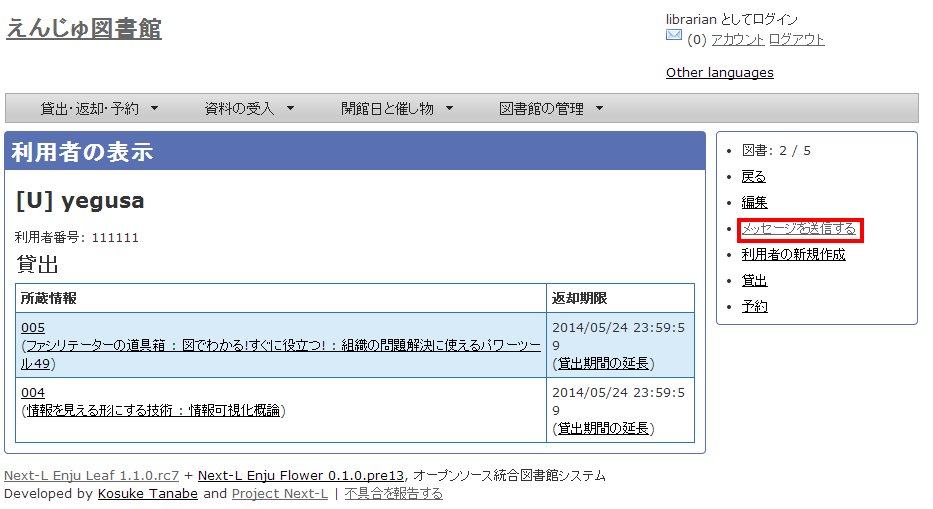 えんじゅ図書館
librarian としてログイン
(0) アカウント ログアウト
Other languages
貸出・返却・予約 資料の受入 開館日と催し物 図書館の管理
利用者の表示
[U] yegusa
利用者番号: 111111
貸出
所蔵情報 返却期限
005
(ファシリテーターの道具箱 : 図でわかる!すぐに役立つ! : 組織の問題解決に使えるパワーツー
ル49)
2014/05/24 23:59:5
9
(貸出期間の延長)
004
(情報を見える形にする技術 : 情報可視化概論)
2014/05/24 23:59:5
9
(貸出期間の延長)
図書: 2 / 5
戻る
編集
メッセージを送信する
利用者の新規作成
貸出
予約
Next-L Enju Leaf 1.1.0.rc7 + Next-L Enju Flower 0.1.0.pre13, オープンソース統合図書館システム
Developed by Kosuke Tanabe and Project Next-L | 不具合を報告する